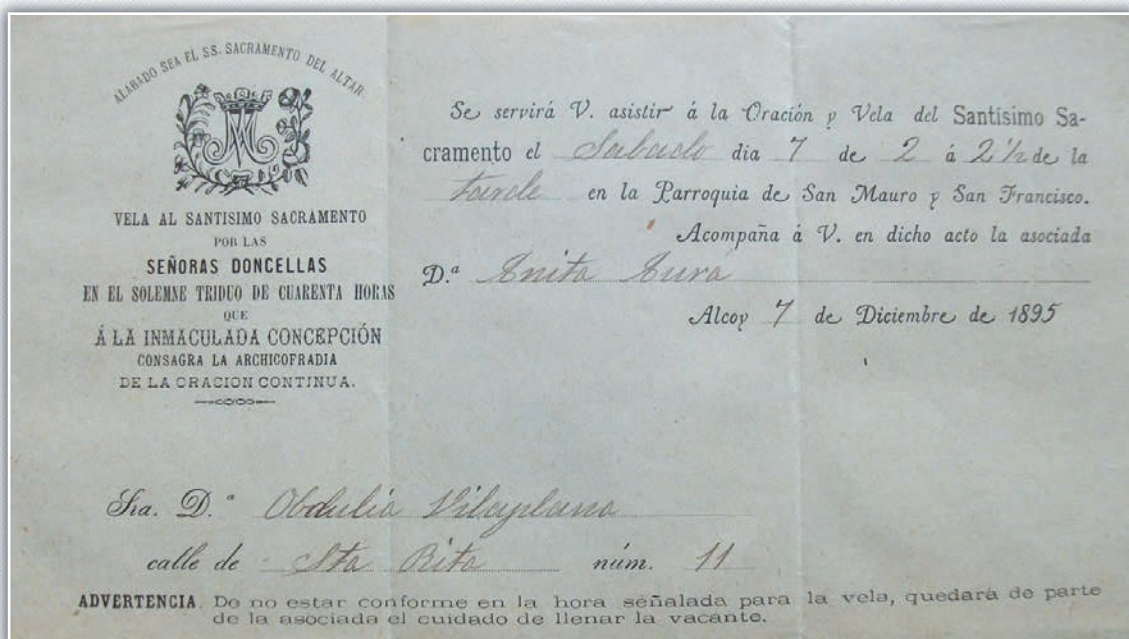 ALABADO SEA EL SS. SACRAMENTO DEL ALTAR.
VELA AL SANTISIMO SACRAMENTO
POR LAS
SEÑORAS DONCELLAS
EN EL SOLEMNE TRIDUO DE CUARENTA HORAS
QUE
Á LA INMACULADA CONCEPCIÓN
CONSAGRA LA ARCHICOFRADIA
DE LA ORACION CONTINUA.
Se servirá V. asistir á la Oración y Vela del Santísimo Sa-
cramento el Sabado dia 7 de 2 á 2½ de la
tarde en la Parroquia de San Mauro y San Francisco.
Acompaña á V. en dicho acto la asociada
D.ª Anita Aura
Alcoy 7 de Diciembre de 1895
Sra. D.ª Obdulia Vilaplana
calle de Sta Rita núm. 11
ADVERTENCIA. De no estar conforme en la hora señalada para la vela, quedará de parte
de la asociada el cuidado de llenar la vacante.